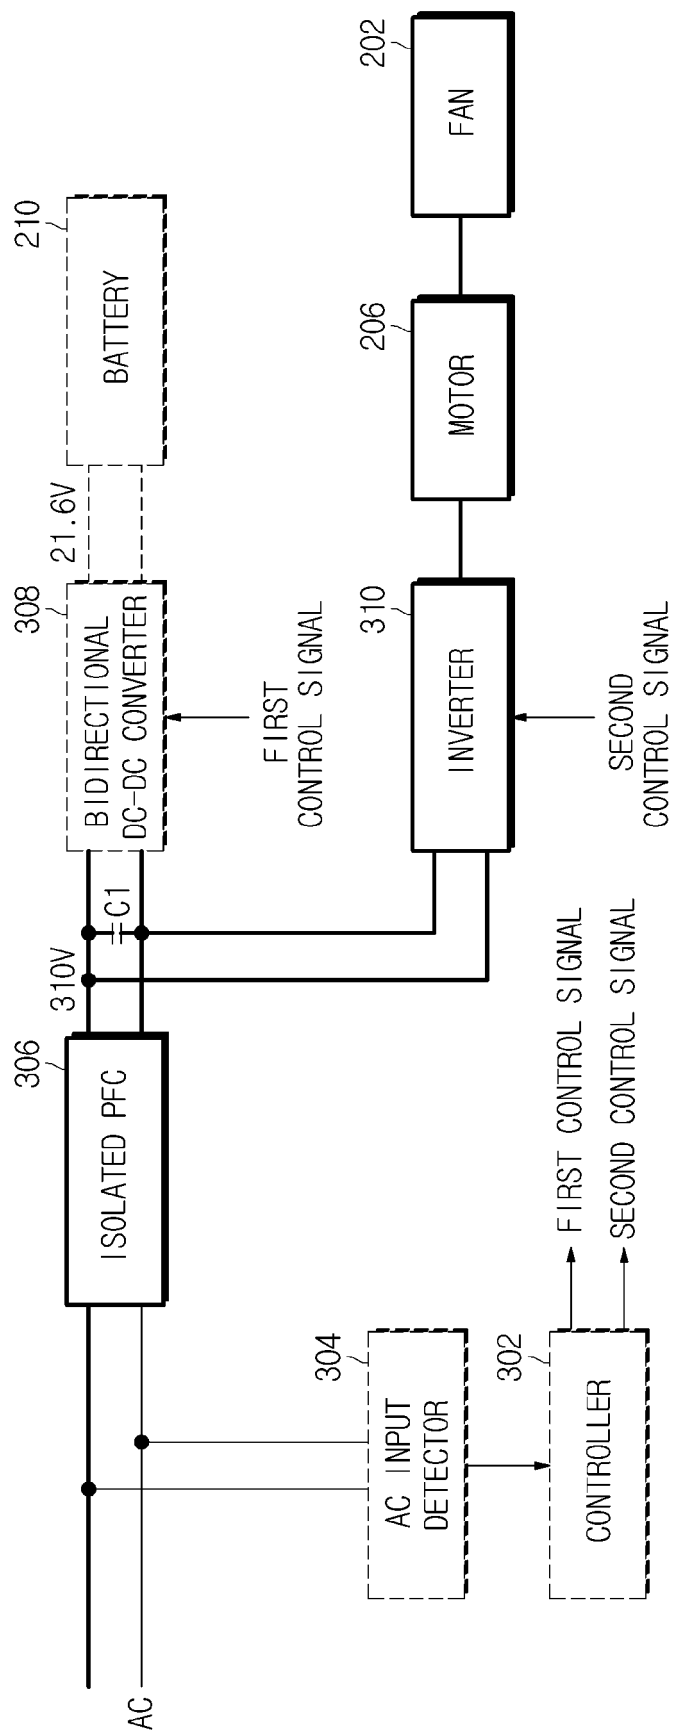 AC
306
ISOLATED PFC
310V
C1
308
BIDIRECTIONAL
DC-DC CONVERTER
21.6V
210
BATTERY
FIRST
CONTROL SIGNAL
304
AC INPUT
DETECTOR
310
INVERTER
206
MOTOR
202
FAN
SECOND
CONTROL SIGNAL
302
CONTROLLER
FIRST CONTROL SIGNAL
SECOND CONTROL SIGNAL